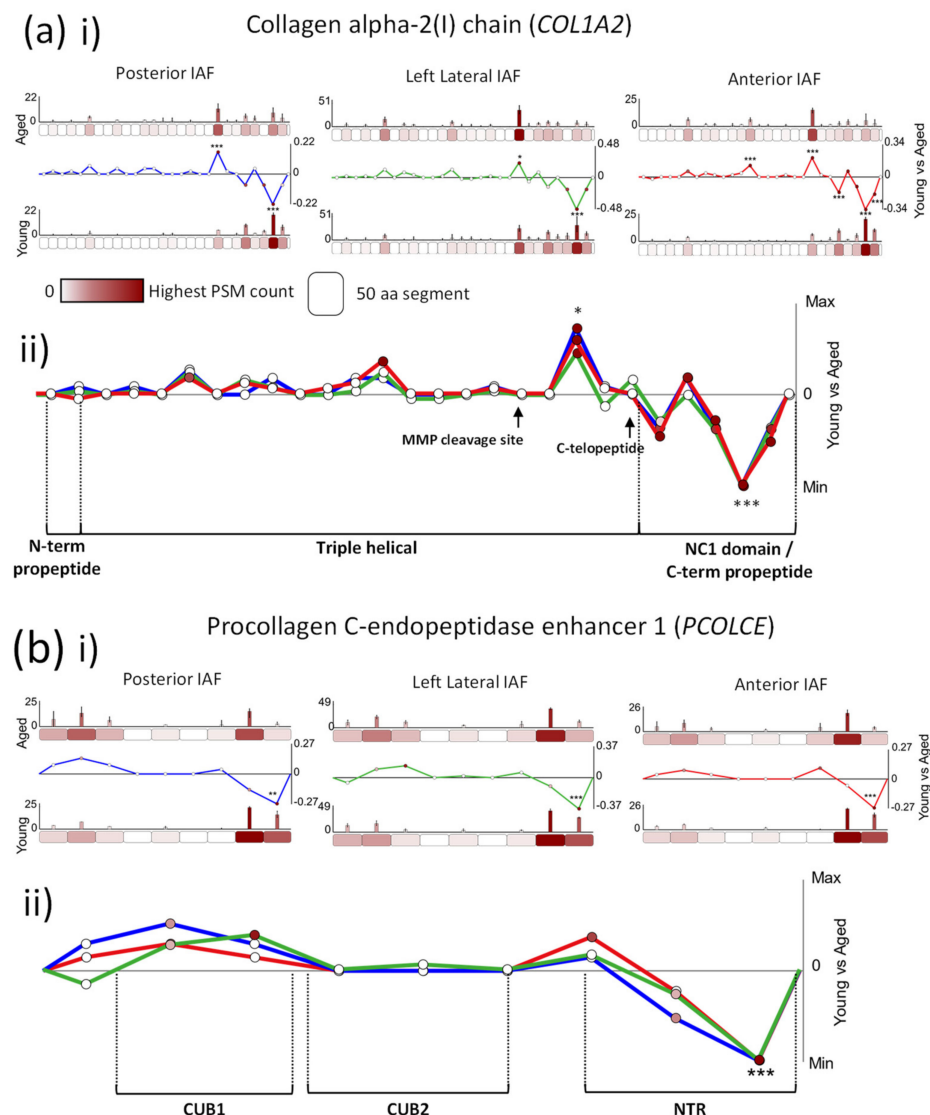 (a) i) Collagen alpha-2(I) chain (COL1A2)
Posterior IAF Left Lateral IAF Anterior IAF
22 51 25
Aged
0 0 0
0.22 0.48 0.34
*** * *** ***
0 0 0
Young vs Aged
-0.22 -0.48 -0.34
*** *** *** *** ***
22 51 25
Young
0 0 0
0 Highest PSM count 50 aa segment
ii)
Max
*
0
Young vs Aged
MMP cleavage site
C-telopeptide
Min
***
N-term propeptide Triple helical NC1 domain / C-term propeptide
(b) i) Procollagen C-endopeptidase enhancer 1 (PCOLCE)
Posterior IAF Left Lateral IAF Anterior IAF
25 49 26
Aged
0 0 0
0.27 0.37 0.27
0 0 0
Young vs Aged
** *** ***
-0.27 -0.37 -0.27
25 49 26
Young
0 0 0
ii)
Max
0
Young vs Aged
Min
***
CUB1 CUB2 NTR